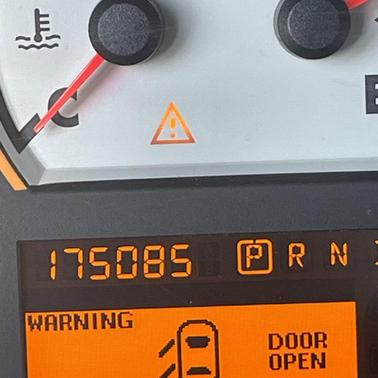 C
E
175085 P R N
WARNING
DOOR
OPEN